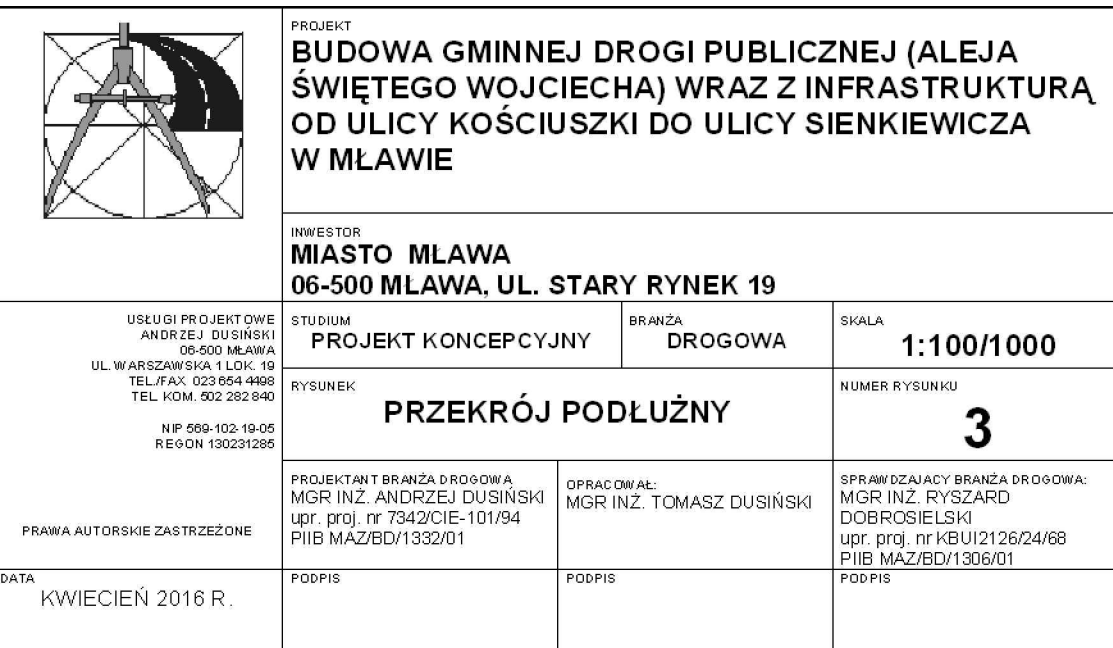 PROJEKT
BUDOWA GMINNEJ DROGI PUBLICZNEJ (ALEJA
ŚWIĘTEGO WOJCIECHA) WRAZ Z INFRASTRUKTURĄ
OD ULICY KOŚCIUSZKI DO ULICY SIENKIEWICZA
W MŁAWIE
INWESTOR
MIASTO MŁAWA
06-500 MŁAWA, UL. STARY RYNEK 19
USŁUGI PROJEKTOWE
ANDRZEJ DUSIŃSKI
06-500 MŁAWA
UL. WARSZAWSKA 1 LOK. 19
TEL./FAX 023 654 4498
TEL. KOM. 502 282 840
NIP 569-102-19-05
REGON 130231285
PRAWA AUTORSKIE ZASTRZEŻONE
STUDIUM
PROJEKT KONCEPCYJNY
BRANŻA
DROGOWA
SKALA
1:100/1000
RYSUNEK
PRZEKRÓJ PODŁUŻNY
NUMER RYSUNKU
3
PROJEKTANT BRANŻA DROGOWA
MGR INŻ. ANDRZEJ DUSIŃSKI
upr. proj. nr 7342/CIE-101/94
PIIB MAZ/BD/1332/01
OPRACOWAŁ:
MGR INŻ. TOMASZ DUSIŃSKI
SPRAWDZAJACY BRANŻA DROGOWA:
MGR INŻ. RYSZARD
DOBROSIELSKI
upr. proj. nr KBUI2126/24/68
PIIB MAZ/BD/1306/01
DATA
KWIECIEŃ 2016 R.
PODPIS
PODPIS
PODPIS